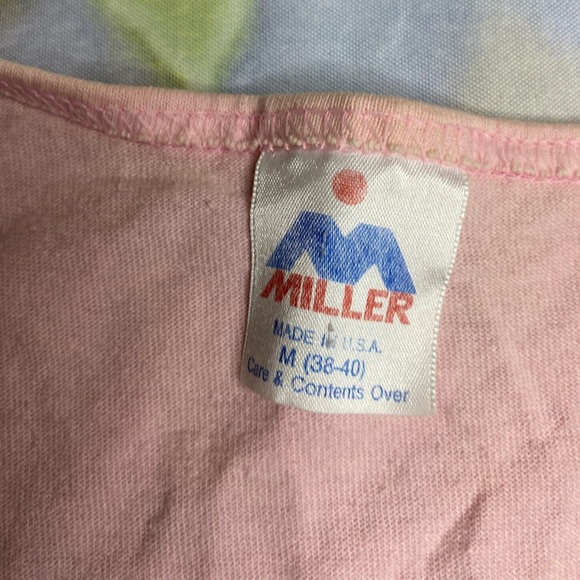 MILLER
MADE IN U.S.A.
M (38-40)
Care & Contents Over